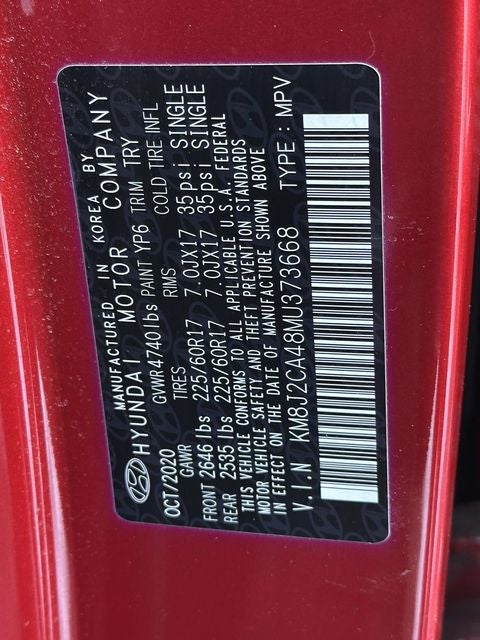 MANUFACTURED IN KOREA BY
HYUNDAI MOTOR COMPANY
OCT/2020 GVWR 4740lbs PAINT YP6 TRIM TRY
GAWR TIRES RIMS COLD TIRE INFL
FRONT 2646lbs 225/60R17 7.0JX17 35psi SINGLE
REAR 2535lbs 225/60R17 7.0JX17 35psi SINGLE
THIS VEHICLE CONFORMS TO ALL APPLICABLE U.S.A. FEDERAL
MOTOR VEHICLE SAFETY AND THEFT PREVENTION STANDARDS
IN EFFECT ON THE DATE OF MANUFACTURE SHOWN ABOVE
V.I.N KM8J2CA48MU373668 TYPE : MPV